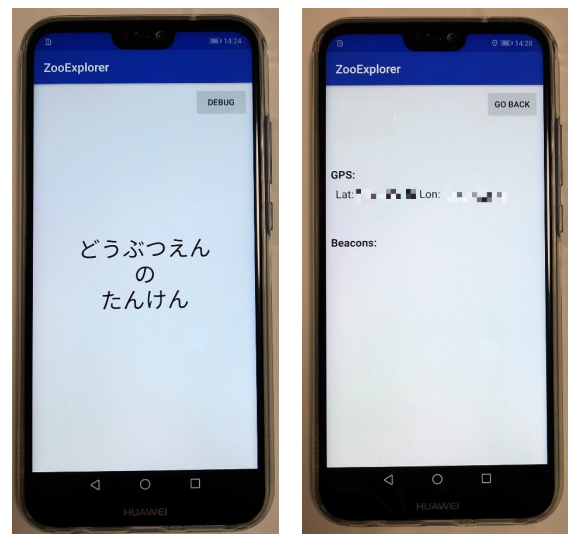 14:24
ZooExplorer
DEBUG
どうぶつえん
の
たんけん
HUAWEI
14:28
ZooExplorer
GO BACK
GPS:
Lat: Lon:
Beacons:
HUAWEI